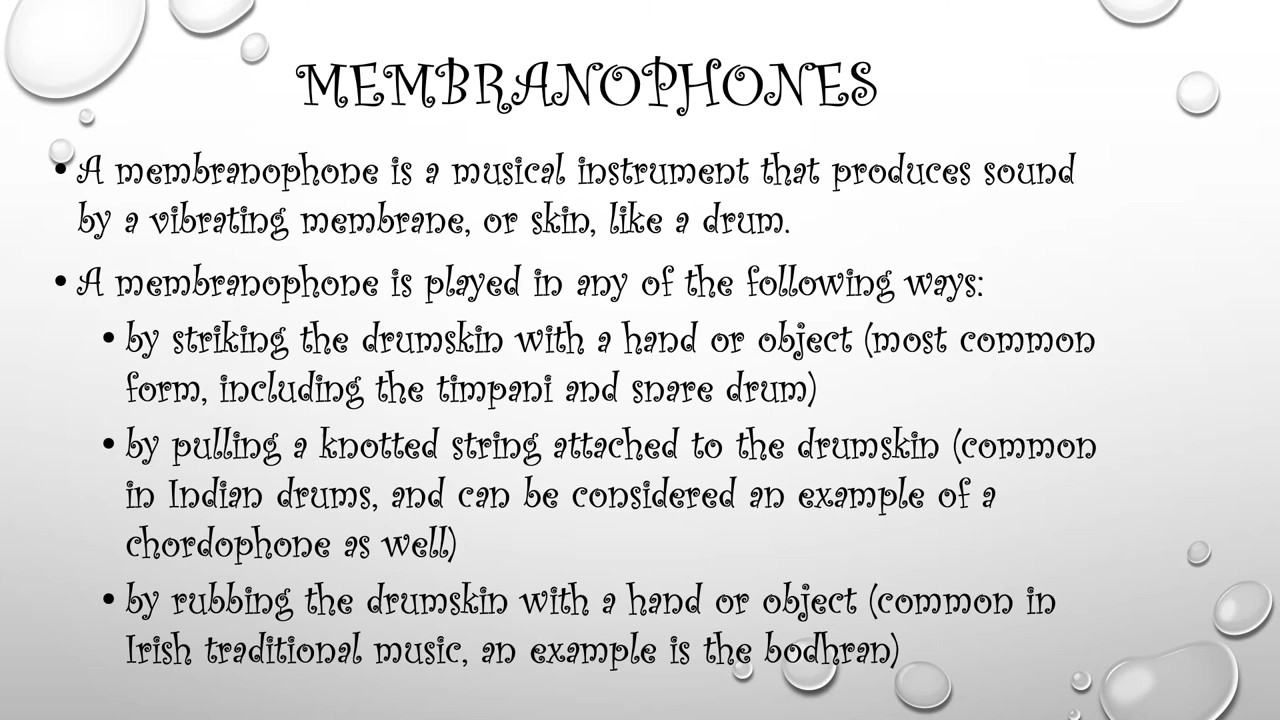 MEMBRANOPHONES
• A membranophone is a musical instrument that produces sound
by a vibrating membrane, or skin, like a drum.
• A membranophone is played in any of the following ways:
• by striking the drumskin with a hand or object (most common
form, including the timpani and snare drum)
• by pulling a knotted string attached to the drumskin (common
in Indian drums, and can be considered an example of a
chordophone as well)
• by rubbing the drumskin with a hand or object (common in
Irish traditional music, an example is the bodhran)